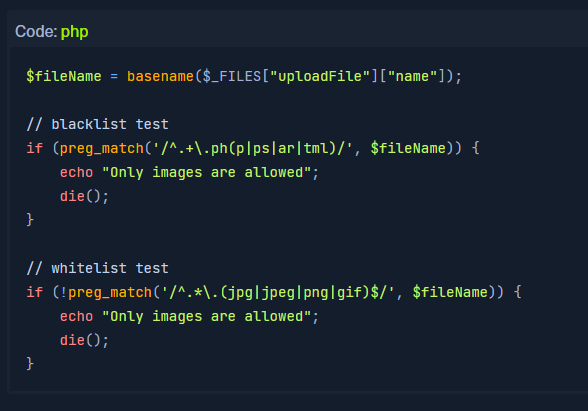 Code: php
$fileName = basename($_FILES["uploadFile"]["name"]);
// blacklist test
if (preg_match('/^.+\.ph(p|ps|ar|tml)/', $fileName)) {
    echo "Only images are allowed";
    die();
}
// whitelist test
if (!preg_match('/^.*\.(jpg|jpeg|png|gif)$/', $fileName)) {
    echo "Only images are allowed";
    die();
}